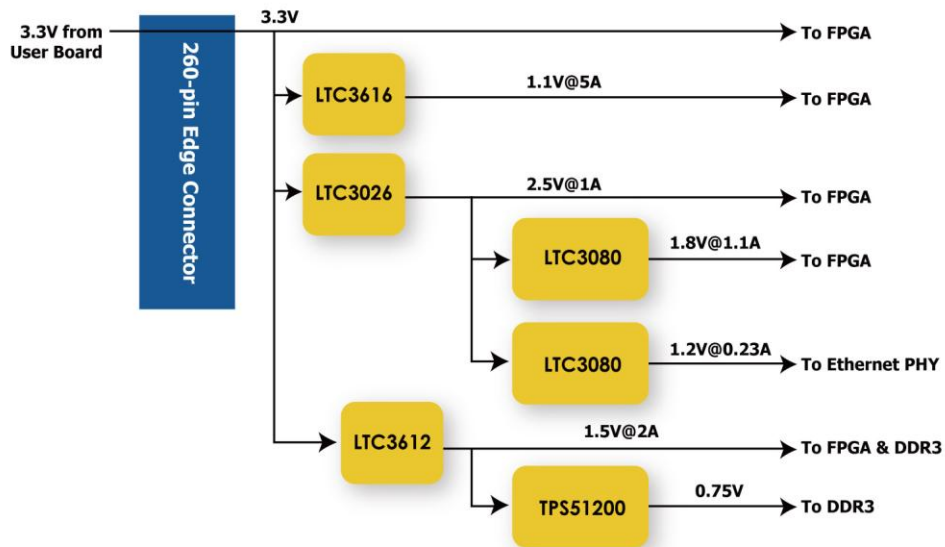 3.3V from
User Board
260-pin Edge Connector
3.3V
To FPGA
LTC3616
1.1V@5A
To FPGA
LTC3026
2.5V@1A
To FPGA
LTC3080
1.8V@1.1A
To FPGA
LTC3080
1.2V@0.23A
To Ethernet PHY
LTC3612
1.5V@2A
To FPGA & DDR3
TPS51200
0.75V
To DDR3